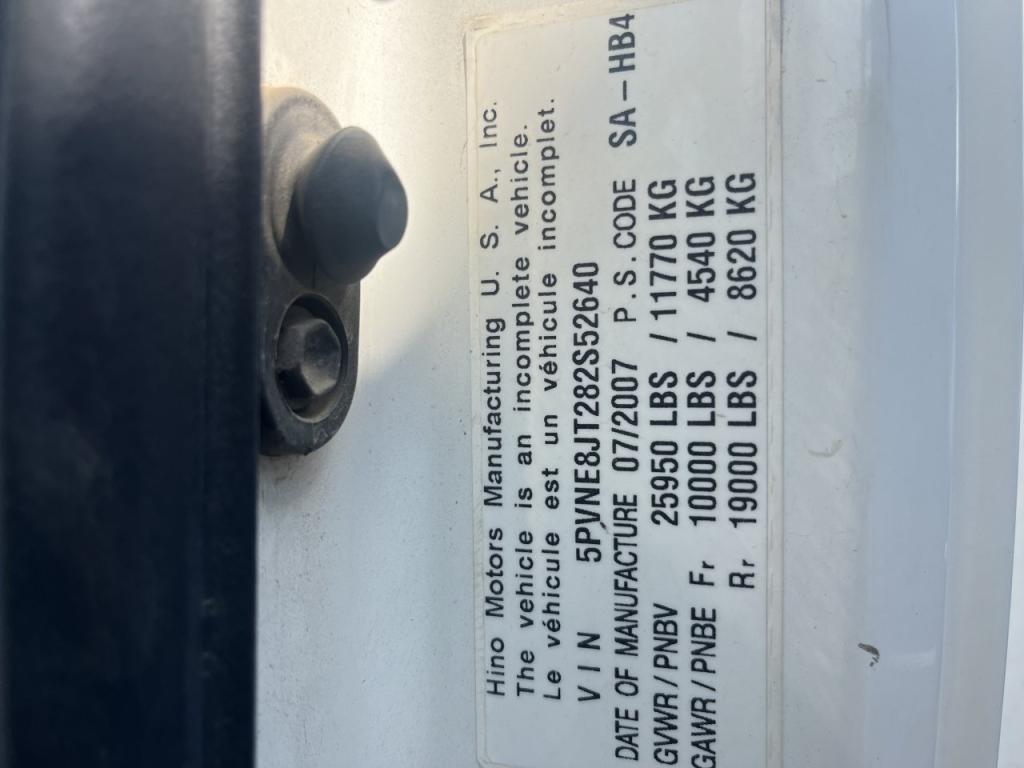 Hino Motors Manufacturing U. S. A., Inc.
The vehicle is an incomplete vehicle.
Le véhicule est un véhicule incomplet.
VIN 5PVNE8JT282S52640
DATE OF MANUFACTURE 07/2007 P.S.CODE SA-HB4
GVWR/PNBV 25950 LBS / 11770 KG
GAWR/PNBE Fr 10000 LBS / 4540 KG
Rr 19000 LBS / 8620 KG